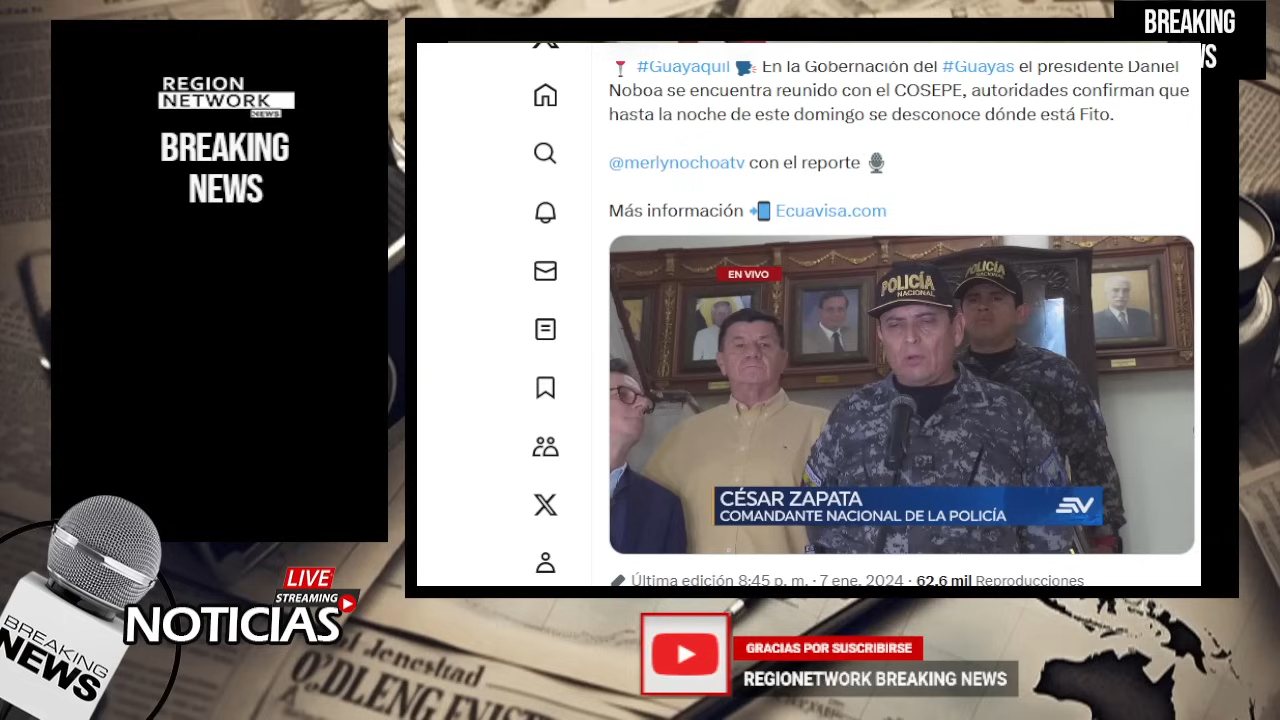 BREAKING
REGION
NETWORK
NEWS
BREAKING
NEWS
📍 #Guayaquil 🗣 En la Gobernación del #Guayas el presidente Daniel
Noboa se encuentra reunido con el COSEPE, autoridades confirman que
hasta la noche de este domingo se desconoce dónde está Fito.
@merlynochoatv con el reporte 🎙
Más información 📲 Ecuavisa.com
EN VIVO
POLICÍA
NACIONAL
POLICÍA
NACIONAL
CÉSAR ZAPATA
COMANDANTE NACIONAL DE LA POLICÍA
Última edición 8:45 p. m. · 7 ene. 2024 · 62,6 mil Reproducciones
LIVE
STREAMING
NOTICIAS
BREAKING
NEWS
GRACIAS POR SUSCRIBIRSE
REGIONETWORK BREAKING NEWS
O'DLENG